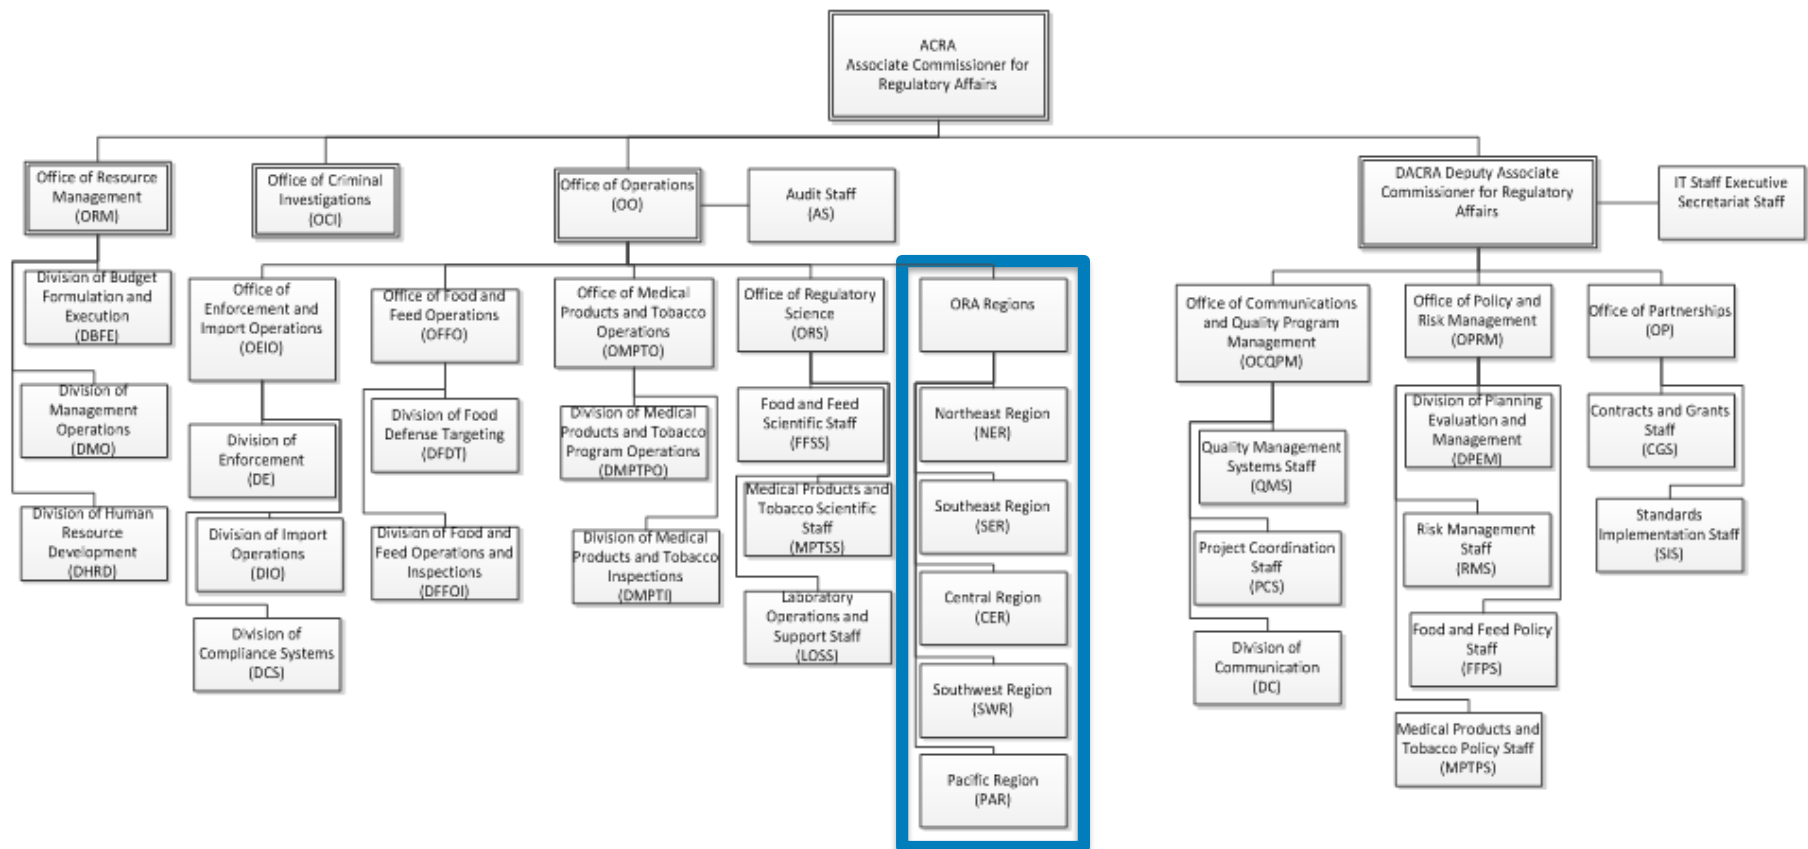 ACRA
Associate Commissioner for
Regulatory Affairs
Office of Resource
Management
(ORM)
Office of Criminal
Investigations
(OCI)
Office of Operations
(OO)
Audit Staff
(AS)
DACRA Deputy Associate
Commissioner for Regulatory
Affairs
IT Staff Executive
Secretariat Staff
Division of Budget
Formulation and
Execution
(DBFE)
Division of
Management
Operations
(DMO)
Division of Human
Resource
Development
(DHRD)
Office of
Enforcement and
Import Operations
(OEIO)
Division of
Enforcement
(DE)
Division of Import
Operations
(DIO)
Division of
Compliance Systems
(DCS)
Office of Food and
Feed Operations
(OFFO)
Division of Food
Defense Targeting
(DFDT)
Division of Food and
Feed Operations and
Inspections
(DFFOI)
Office of Medical
Products and Tobacco
Operations
(OMPTO)
Division of Medical
Products and Tobacco
Program Operations
(DMPTPO)
Division of Medical
Products and Tobacco
Inspections
(DMPTI)
Office of Regulatory
Science
(ORS)
Food and Feed
Scientific Staff
(FFSS)
Medical Products and
Tobacco Scientific
Staff
(MPTSS)
Laboratory
Operations and
Support Staff
(LOSS)
ORA Regions
Northeast Region
(NER)
Southeast Region
(SER)
Central Region
(CER)
Southwest Region
(SWR)
Pacific Region
(PAR)
Office of Communications
and Quality Program
Management
(OCQPM)
Quality Management
Systems Staff
(QMS)
Project Coordination
Staff
(PCS)
Division of
Communication
(DC)
Office of Policy and
Risk Management
(OPRM)
Division of Planning
Evaluation and
Management
(DPEM)
Risk Management
Staff
(RMS)
Food and Feed Policy
Staff
(FFPS)
Medical Products and
Tobacco Policy Staff
(MPTPS)
Office of Partnerships
(OP)
Contracts and Grants
Staff
(CGS)
Standards
Implementation Staff
(SIS)